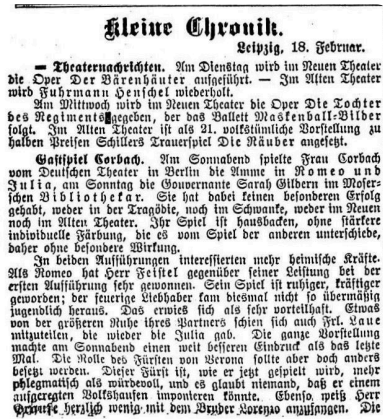 Kleine Chronik.
Leipzig, 18. Februar.
— Theaternachrichten. Am Dienstag wird im Neuen Theater
die Oper Der Bärenhäuter aufgeführt. — Im Alten Theater
wird Fuhrmann Henschel wiederholt.
Am Mittwoch wird im Neuen Theater die Oper Die Tochter
des Regiments gegeben, der das Ballett Maskenball-Bilder
folgt. Im Alten Theater ist als 21. volkstümliche Vorstellung zu
halben Preisen Schillers Trauerspiel Die Räuber angesetzt.
Gastspiel Corbach. Am Sonnabend spielte Frau Corbach
vom Deutschen Theater in Berlin die Amme in Romeo und
Julia, am Sonntag die Gouvernante Sarah Gildern im Moser-
schen Bibliothekar. Sie hat dabei keinen besonderen Erfolg
gehabt, weder in der Tragödie, noch im Schwanke, weder im Neuen
noch im Alten Theater. Ihr Spiel ist hausbacken, ohne stärkere
individuelle Färbung, die es vom Spiel der anderen unterschiede,
daher ohne besondere Wirkung.
In beiden Aufführungen interessierten mehr heimische Kräfte.
Als Romeo hat Herr Feistel gegenüber seiner Leistung bei der
ersten Aufführung sehr gewonnen. Sein Spiel ist ruhiger, kräftiger
geworden; der feurige Liebhaber kam diesmal nicht so übermäßig
jugendlich heraus. Das erwies sich als sehr vorteilhaft. Etwas
von der größeren Ruhe ihres Partners schien sich auch Frl. Laux
mitzuteilen, die wieder die Julia gab. Die ganze Vorstellung
machte am Sonnabend einen weit besseren Eindruck als das letzte
Mal. Die Rolle des Fürsten von Verona sollte aber doch anders
besetzt werden. Dieser Fürst ist, wie er jetzt gespielt wird, mehr
phlegmatisch als würdevoll, und es glaubt niemand, daß er einem
aufgeregten Volkshaufen imponieren könnte. Ebenso weiß Herr
herzlich wenig mit dem Bruder Lorenzo anzufangen. Die